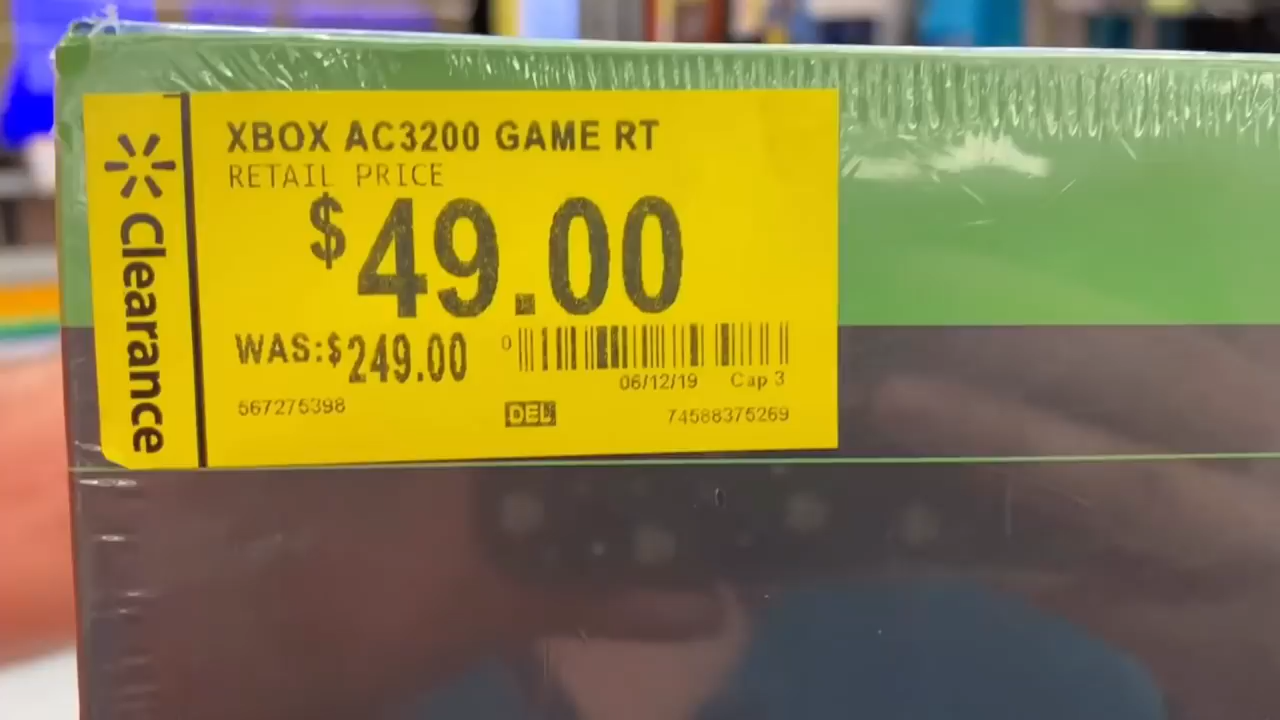 Clearance
XBOX AC3200 GAME RT
RETAIL PRICE
$49.00
WAS:$249.00
0
06/12/19 Cap 3
567275398
DEL
74588375269